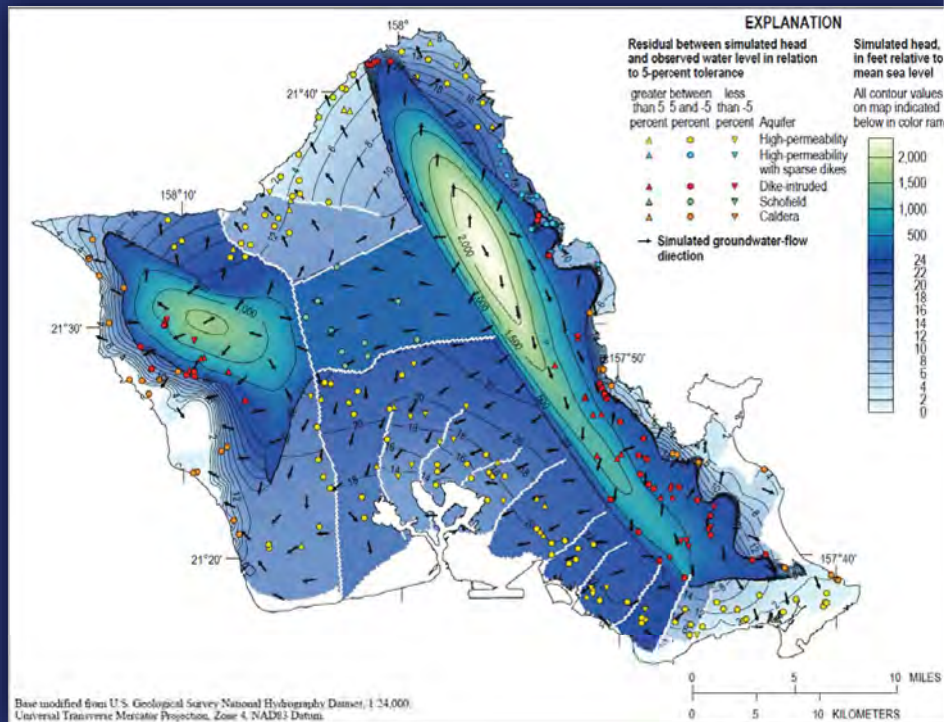 EXPLANATION
Residual between simulated head
and observed water level in relation
to 5-percent tolerance
greater between less
than 5 5 and -5 than -5
percent percent percent Aquifer
High-permeability
High-permeability
with sparse dikes
Dike-intruded
Schofield
Caldera
Simulated groundwater-flow
direction
Simulated head,
in feet relative to
mean sea level
All contour values
on map indicated
below in color ram
2,000
1,500
1,000
500
24
22
20
18
16
14
12
10
8
6
4
2
0
158°
21°40'
158°10'
21°30'
157°50'
21°20'
157°40'
2,000
1,500
1,000
0 5 10 MILES
0 5 10 KILOMETERS
Base modified from U.S. Geological Survey National Hydrography Dataset, 1:24,000.
Universal Transverse Mercator Projection, Zone 4, NAD83 Datum.